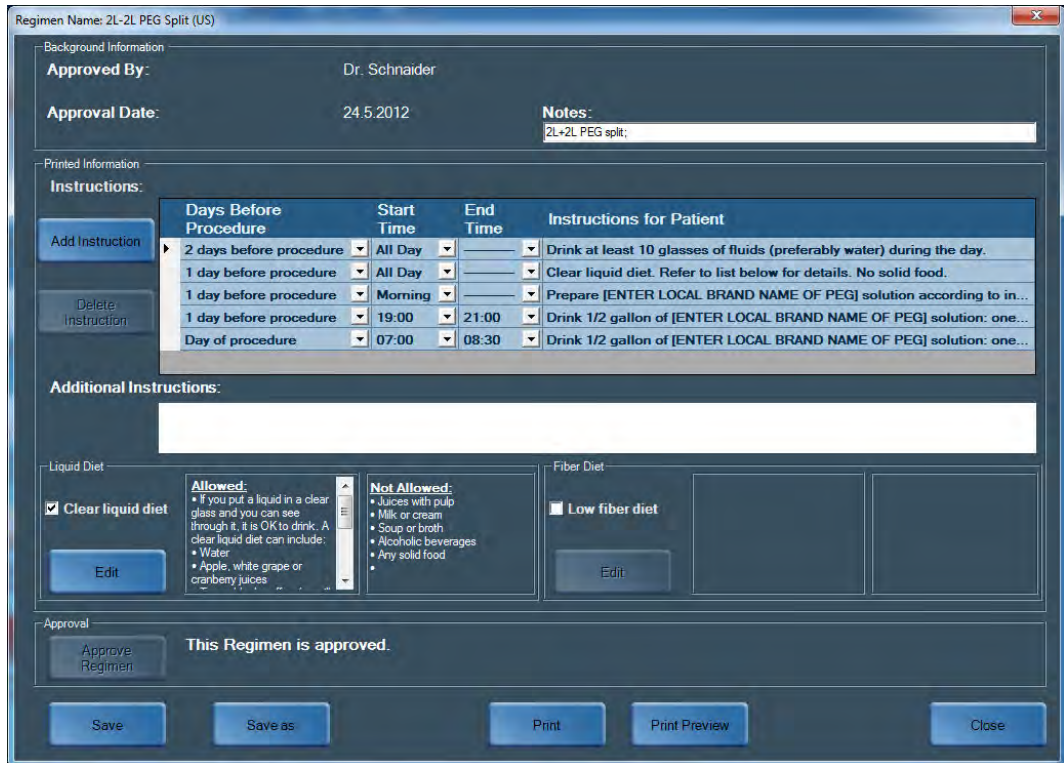 Regimen Name: 2L-2L PEG Split (US)
Background Information
Approved By: Dr. Schnaider
Approval Date: 24.5.2012
Notes:
2L+2L PEG split;
Printed Information
Instructions:
Add Instruction
Delete Instruction
Days Before Procedure Start Time End Time Instructions for Patient
2 days before procedure All Day Drink at least 10 glasses of fluids (preferably water) during the day.
1 day before procedure All Day Clear liquid diet. Refer to list below for details. No solid food.
1 day before procedure Morning Prepare [ENTER LOCAL BRAND NAME OF PEG] solution according to in...
1 day before procedure 19:00 21:00 Drink 1/2 gallon of [ENTER LOCAL BRAND NAME OF PEG] solution: one...
Day of procedure 07:00 08:30 Drink 1/2 gallon of [ENTER LOCAL BRAND NAME OF PEG] solution: one...
Additional Instructions:
Liquid Diet
Clear liquid diet
Edit
Allowed:
• If you put a liquid in a clear
glass and you can see
through it, it is OK to drink. A
clear liquid diet can include:
• Water
• Apple, white grape or
cranberry juices
Not Allowed:
• Juices with pulp
• Milk or cream
• Soup or broth
• Alcoholic beverages
• Any solid food
•
Fiber Diet
Low fiber diet
Edit
Approval
Approve Regimen
This Regimen is approved.
Save
Save as
Print
Print Preview
Close